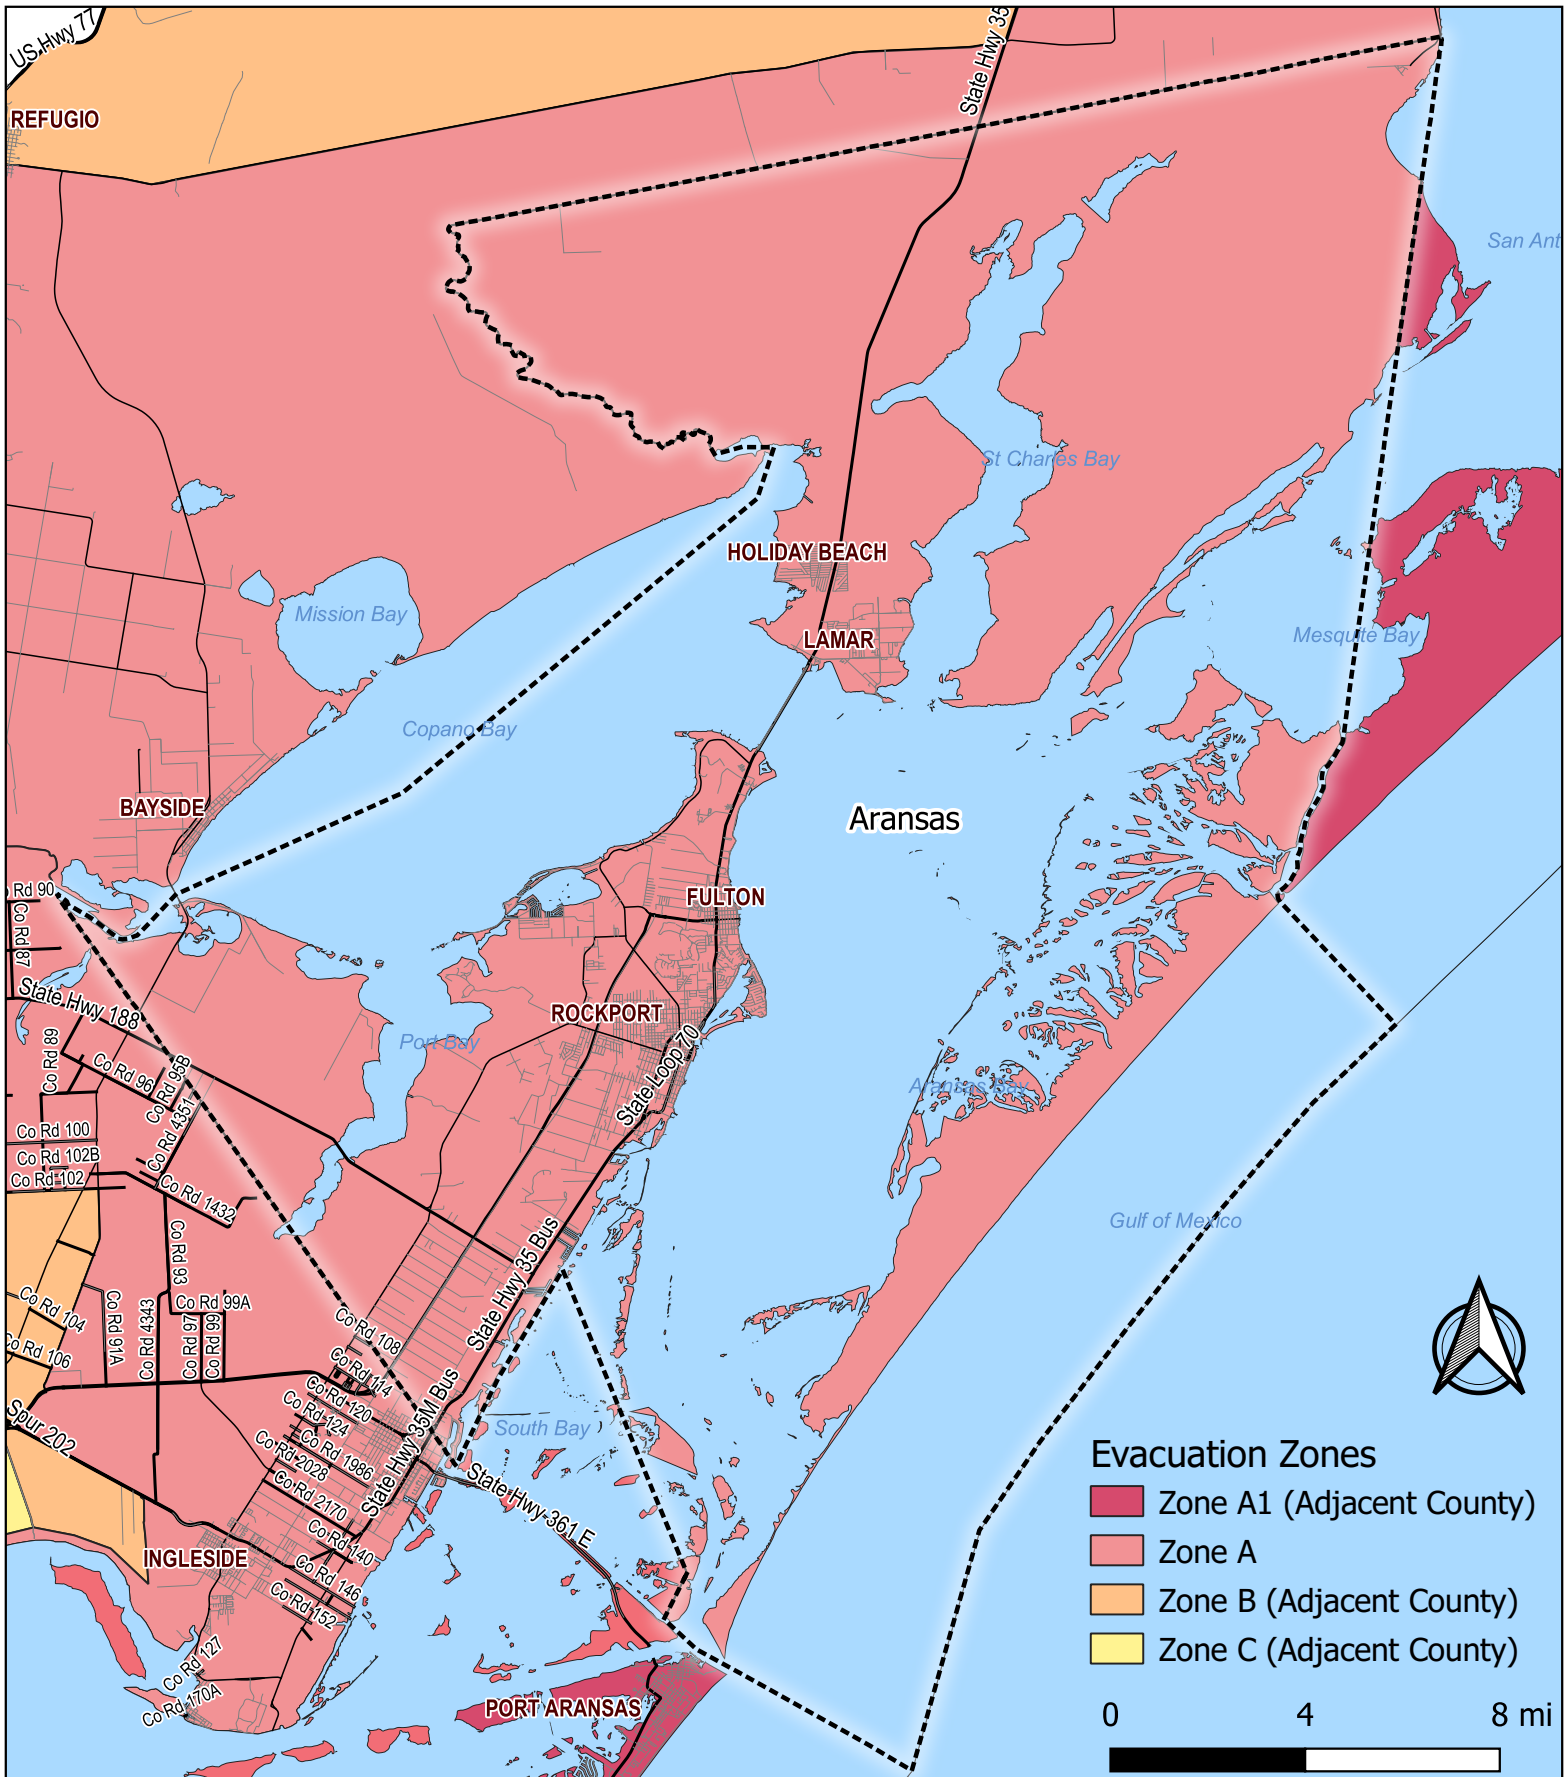 US Hwy 77
State Hwy 35
REFUGIO
San Ant
St Charles Bay
HOLIDAY BEACH
Mission Bay
LAMAR
Mesquite Bay
Copano Bay
BAYSIDE
Aransas
Rd 90
FULTON
Co Rd 87
State Hwy 188
ROCKPORT
Port Bay
Co Rd 89
Co Rd 96
Co Rd 95B
State Loop 70
Aransas Bay
Co Rd 4351
Co Rd 100
Co Rd 102B
Co Rd 102
Co Rd 1432
Gulf of Mexico
Co Rd 93
State Hwy 35 Bus
Co Rd 104
Co Rd 91A
Co Rd 4343
Co Rd 99A
Co Rd 97
Co Rd 99
Co Rd 108
Co Rd 106
Co Rd 114
Co Rd 120
Co Rd 124
State Hwy 35M Bus
South Bay
Spur 202
Co Rd 1986
Co Rd 2028
Co Rd 2170
State Hwy 361 E
Co Rd 140
INGLESIDE
Co Rd 146
Co Rd 152
Co Rd 127
Co Rd 170A
PORT ARANSAS
Evacuation Zones
Zone A1 (Adjacent County)
Zone A
Zone B (Adjacent County)
Zone C (Adjacent County)
0 4 8 mi